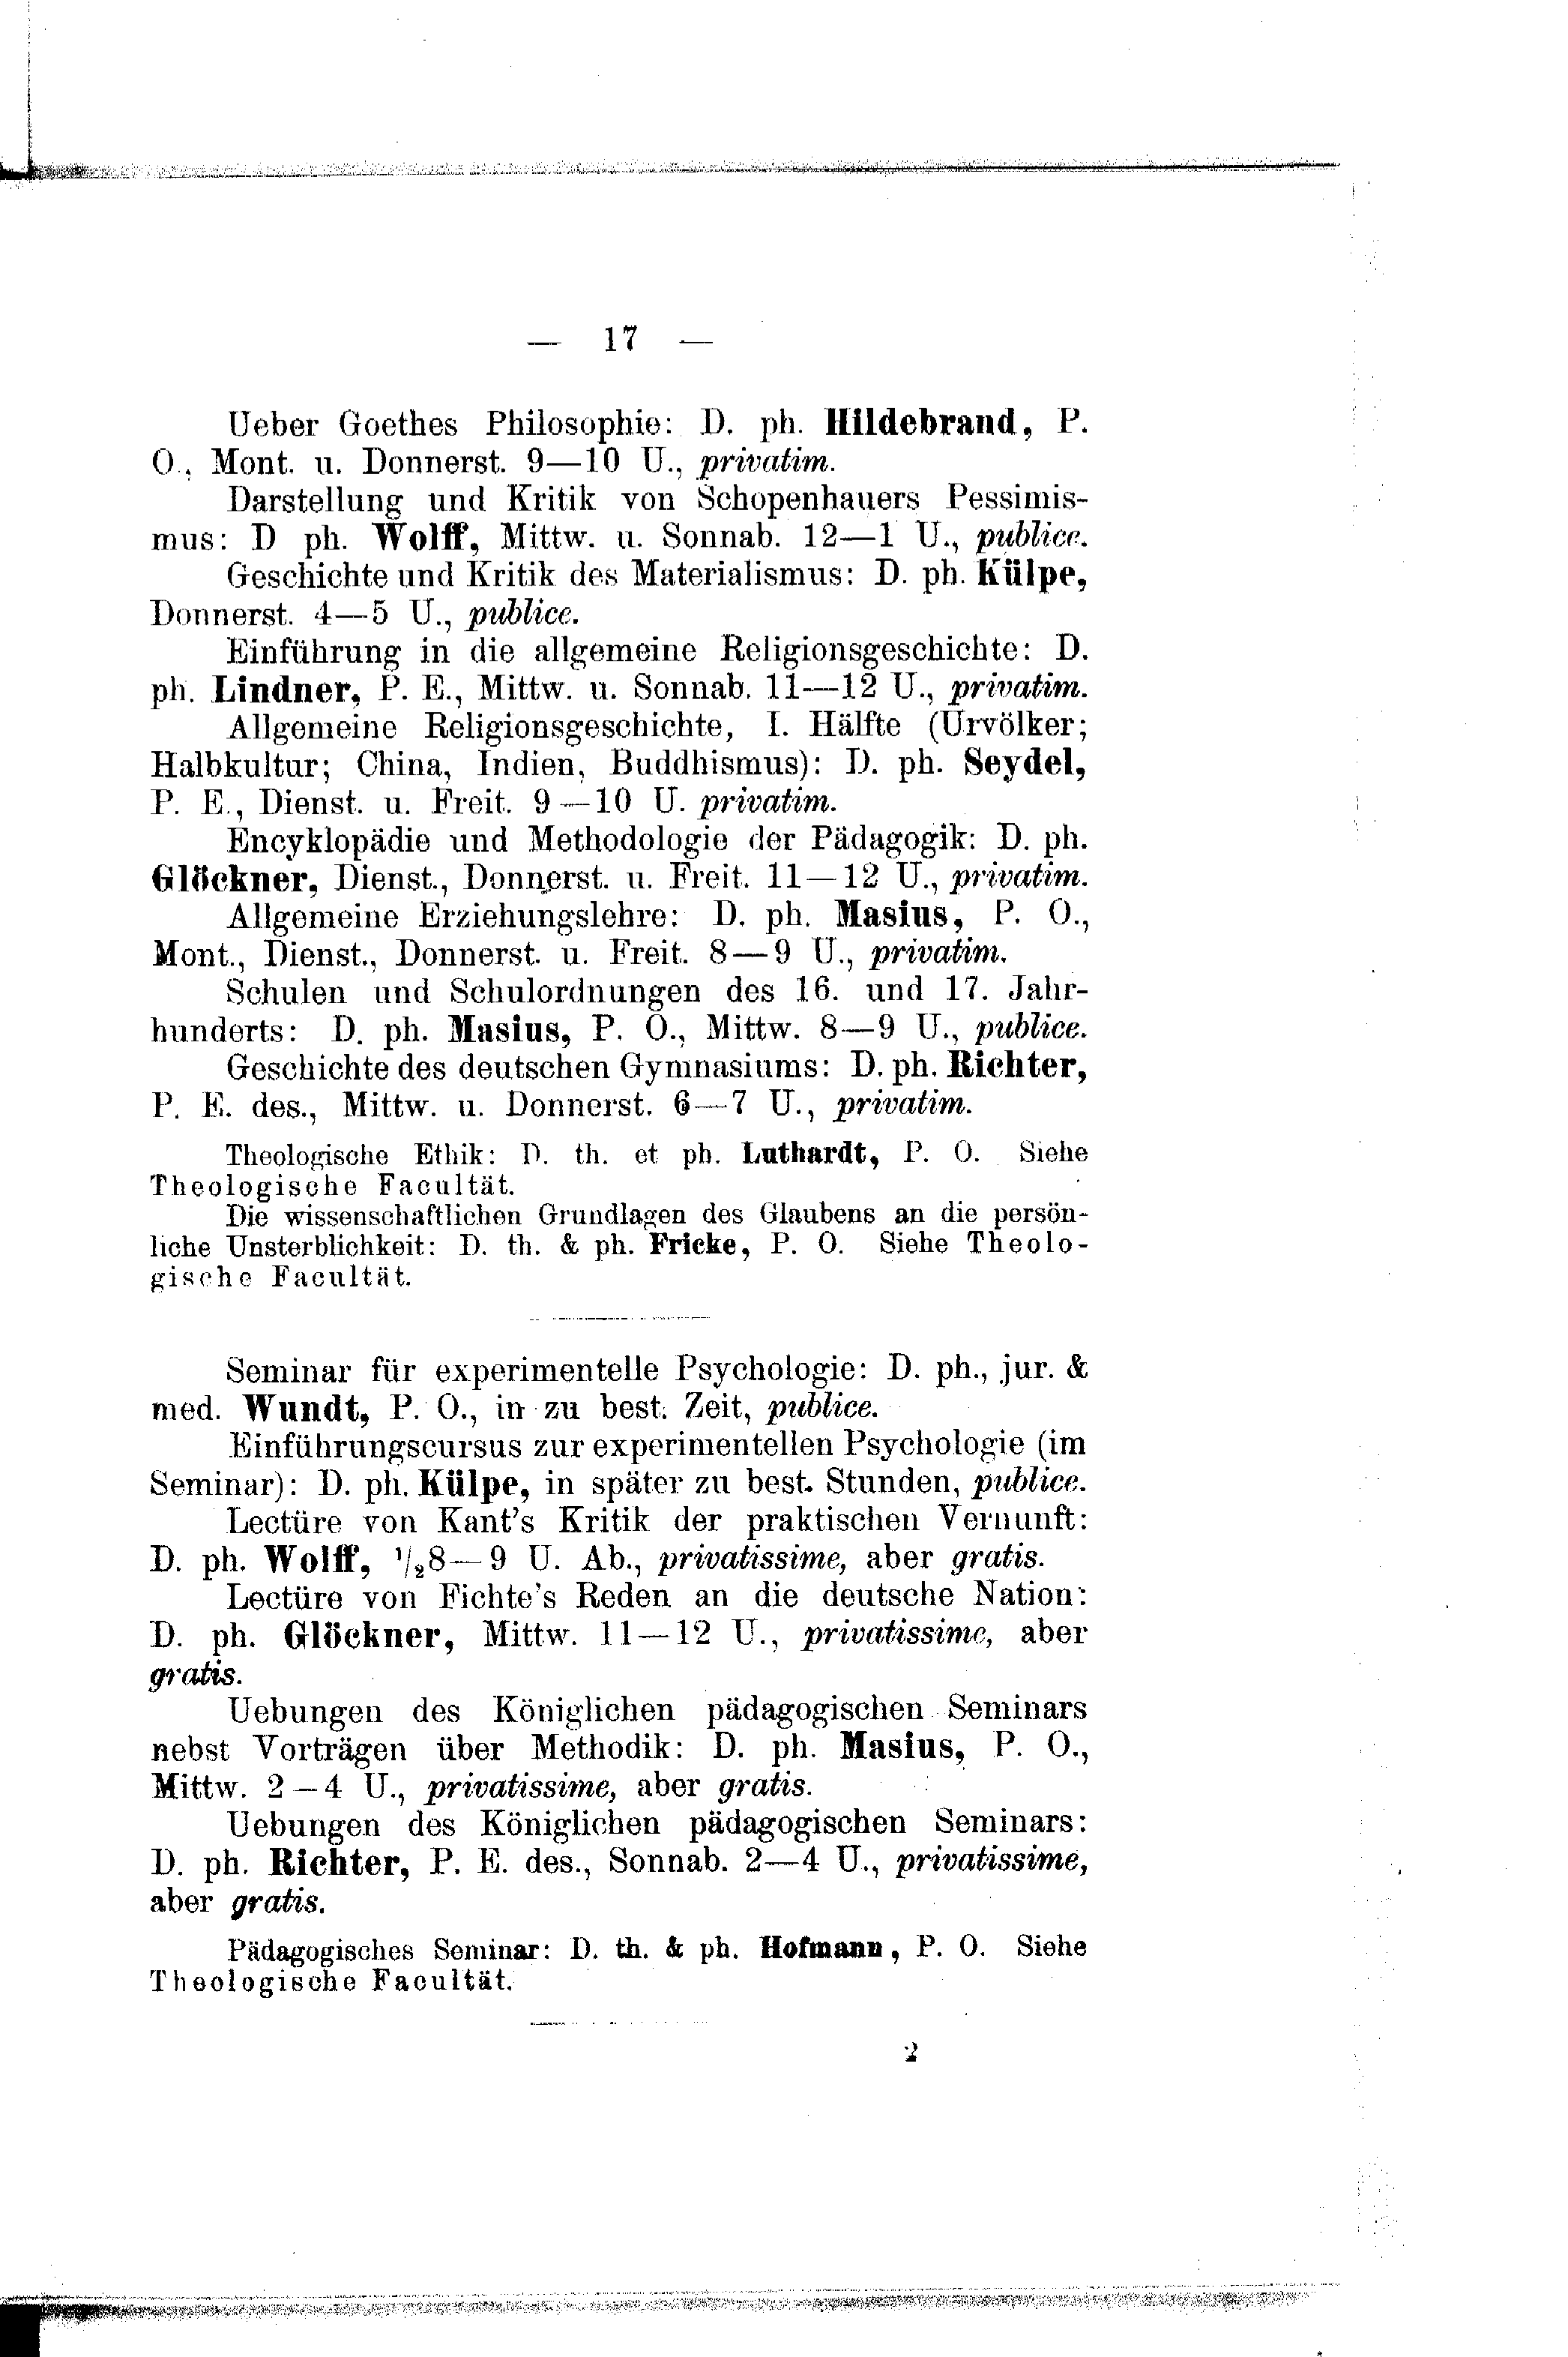 — 17 —
Ueber Goethes Philosophie: D. ph. Hildebrand, P.
O., Mont. u. Donnerst. 9—10 U., privatim.
Darstellung und Kritik von Schopenhauers Pessimis-
mus: D ph. Wolff, Mittw. u. Sonnab. 12—1 U., publice.
Geschichte und Kritik des Materialismus: D. ph. Külpe,
Donnerst. 4—5 U., publice.
Einführung in die allgemeine Religionsgeschichte: D.
ph. Lindner, P. E., Mittw. u. Sonnab. 11—12 U., privatim.
Allgemeine Religionsgeschichte, I. Hälfte (Urvölker;
Halbkultur; China, Indien, Buddhismus): D. ph. Seydel,
P. E., Dienst. u. Freit. 9—10 U. privatim.
Encyklopädie und Methodologie der Pädagogik: D. ph.
Glöckner, Dienst., Donnerst. u. Freit. 11—12 U., privatim.
Allgemeine Erziehungslehre: D. ph. Masius, P. O.,
Mont., Dienst., Donnerst. u. Freit. 8—9 U., privatim.
Schulen und Schulordnungen des 16. und 17. Jahr-
hunderts: D. ph. Masius, P. O., Mittw. 8—9 U., publice.
Geschichte des deutschen Gymnasiums: D. ph. Richter,
P. E. des., Mittw. u. Donnerst. 6—7 U., privatim.
Theologische Ethik: D. th. et ph. Luthardt, P. O. Siehe
Theologische Facultät.
Die wissenschaftlichen Grundlagen des Glaubens an die persön-
liche Unsterblichkeit: D. th. & ph. Fricke, P. O. Siehe Theolo-
gische Facultät.
Seminar für experimentelle Psychologie: D. ph., jur. &
med. Wundt, P. O., in zu best. Zeit, publice.
Einführungscursus zur experimentellen Psychologie (im
Seminar): D. ph. Külpe, in später zu best. Stunden, publice.
Lectüre von Kant's Kritik der praktischen Vernunft:
D. ph. Wolff, 1/28—9 U. Ab., privatissime, aber gratis.
Lectüre von Fichte's Reden an die deutsche Nation:
D. ph. Glöckner, Mittw. 11—12 U., privatissime, aber
gratis.
Uebungen des Königlichen pädagogischen Seminars
nebst Vorträgen über Methodik: D. ph. Masius, P. O.,
Mittw. 2—4 U., privatissime, aber gratis.
Uebungen des Königlichen pädagogischen Seminars:
D. ph. Richter, P. E. des., Sonnab. 2—4 U., privatissime,
aber gratis.
Pädagogisches Seminar: D. th. & ph. Hofmann, P. O. Siehe
Theologische Facultät.
2